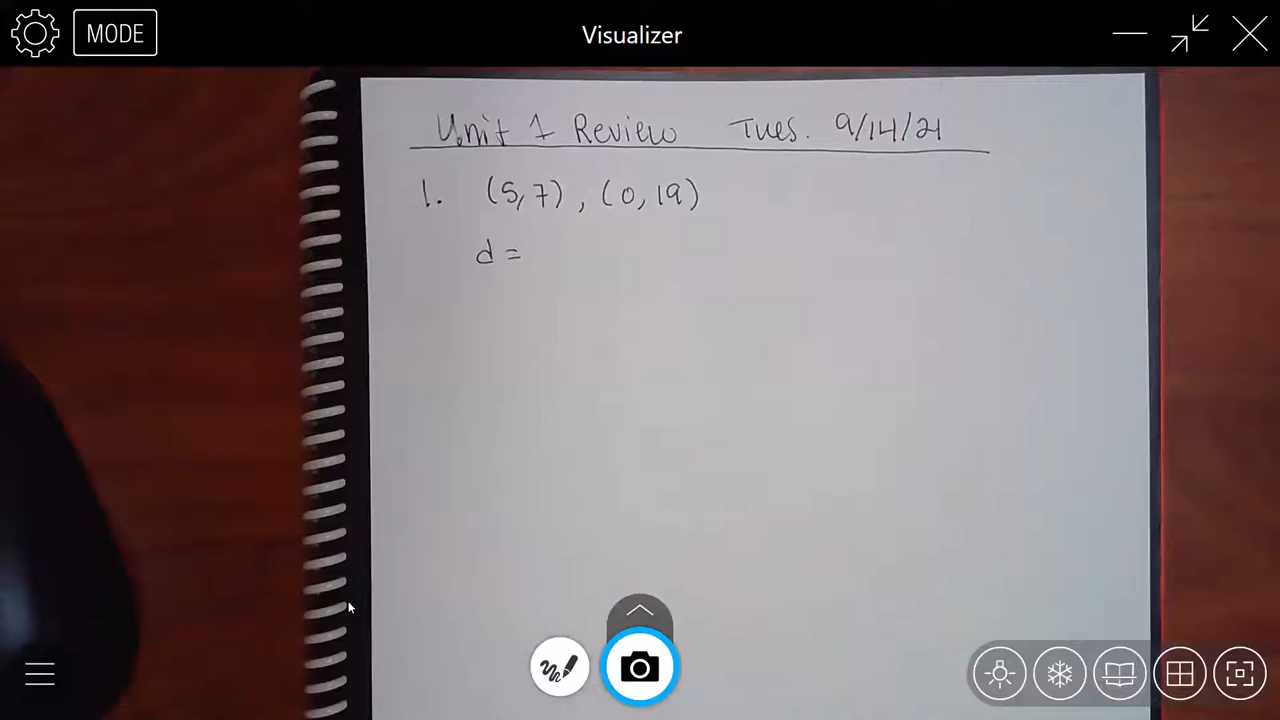 MODE
Visualizer
Unit 1 Review Tues. 9/14/21
1. (5,7), (0,19)
d =